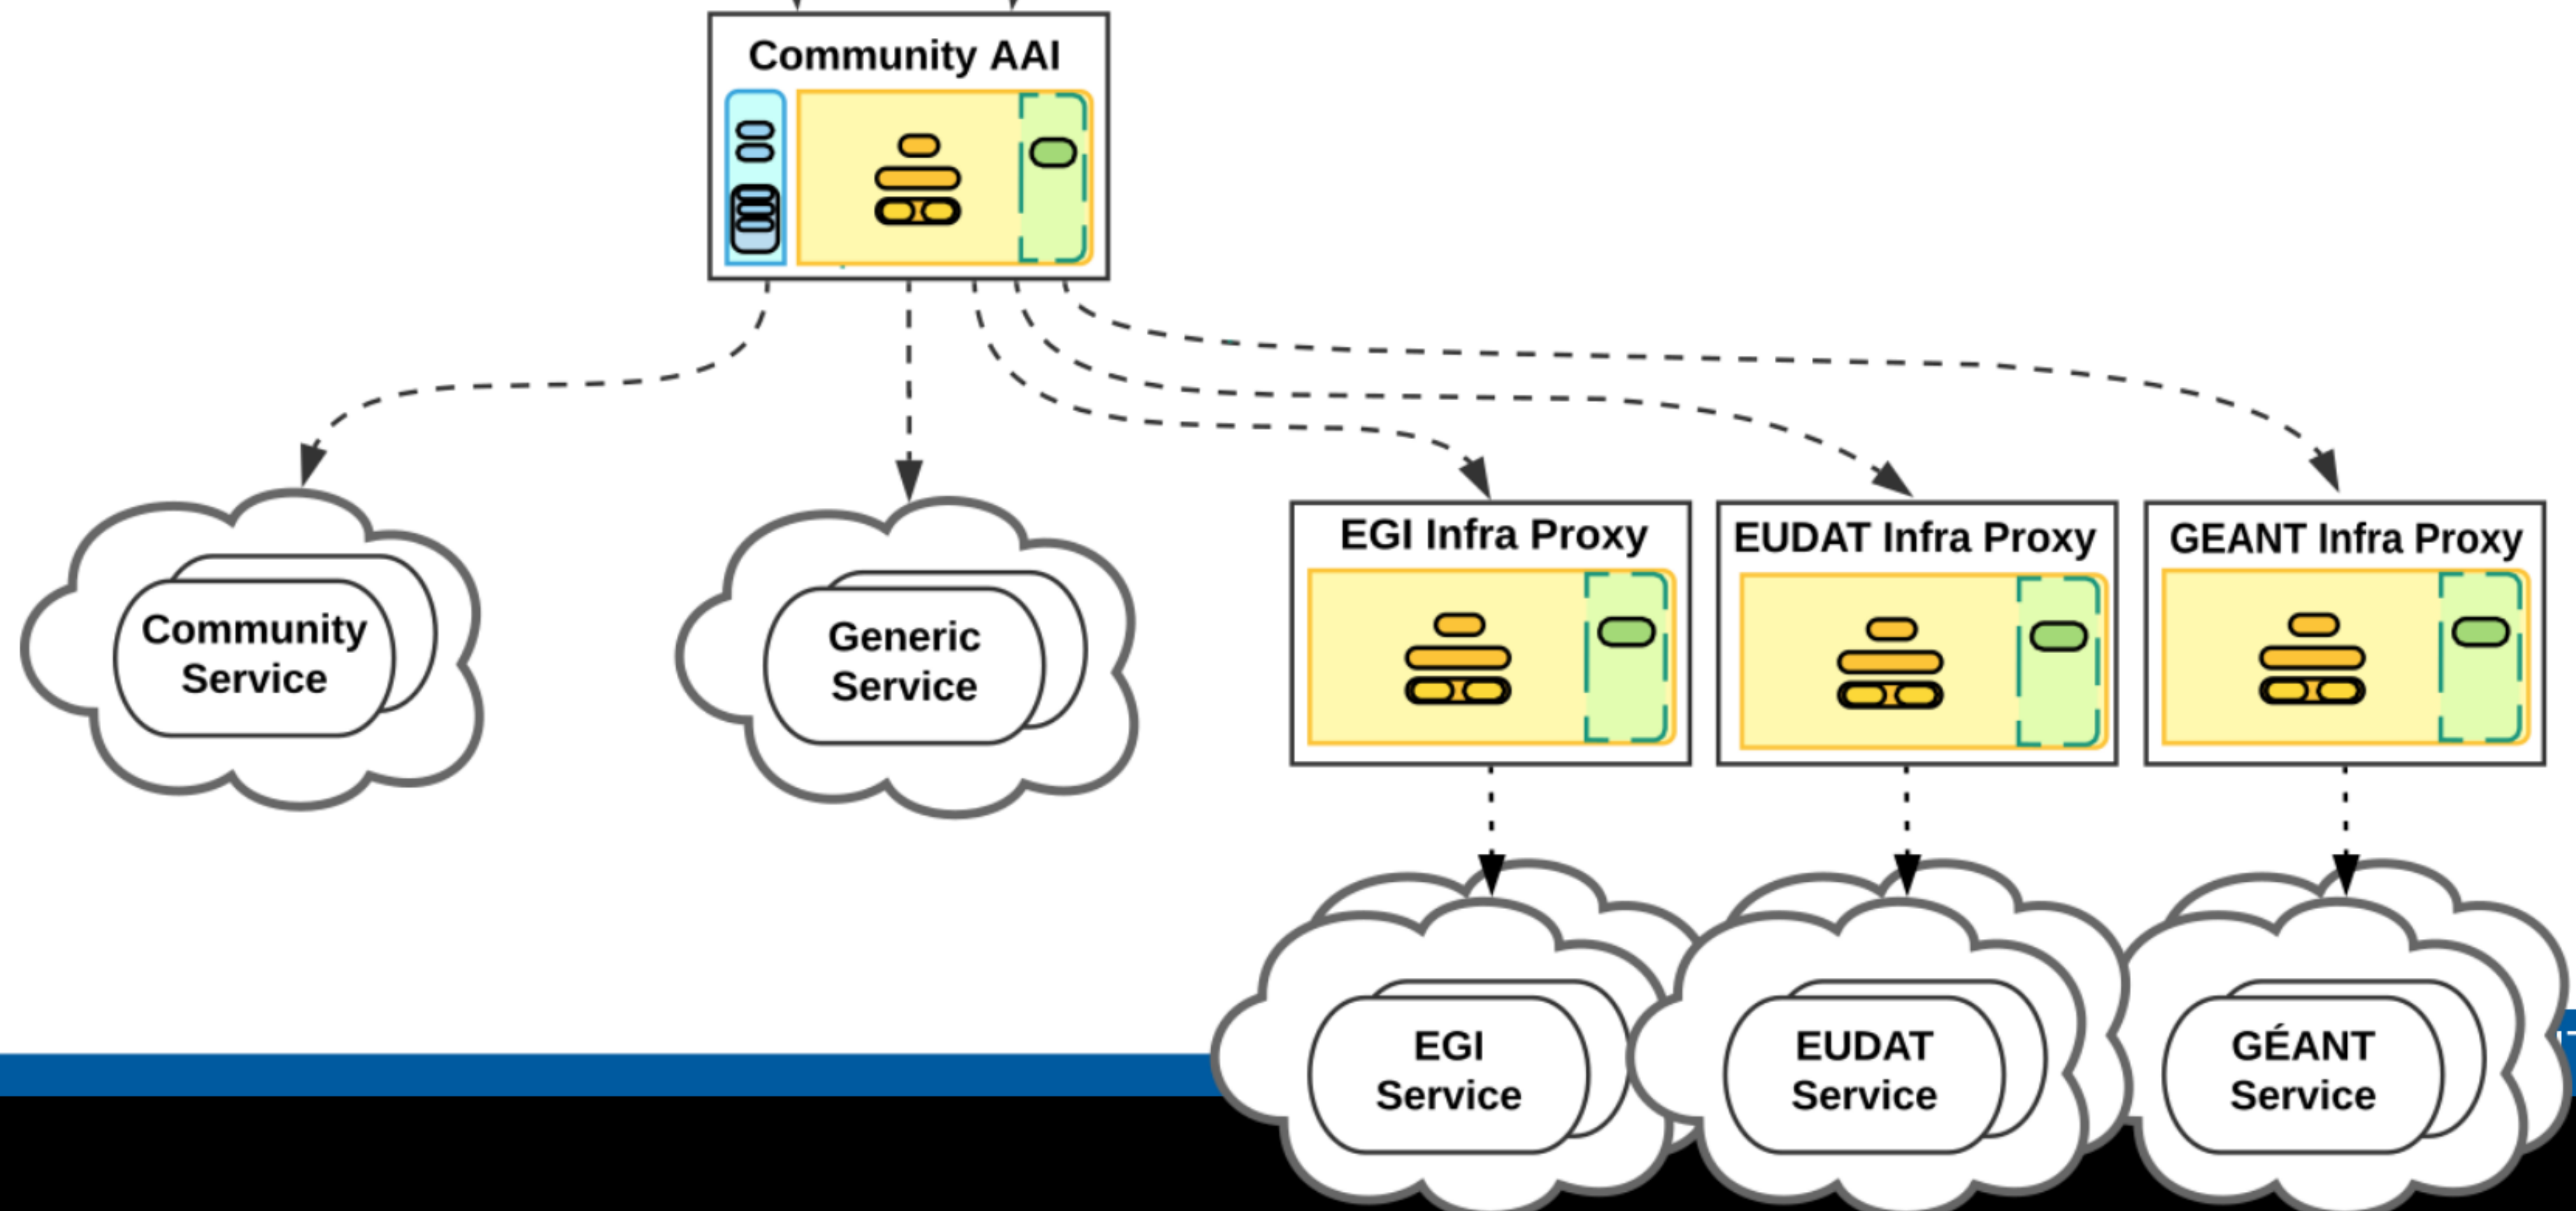 Community AAI
Community
Service
Generic
Service
EGI Infra Proxy
EUDAT Infra Proxy
GEANT Infra Proxy
EGI
Service
EUDAT
Service
GÉANT
Service